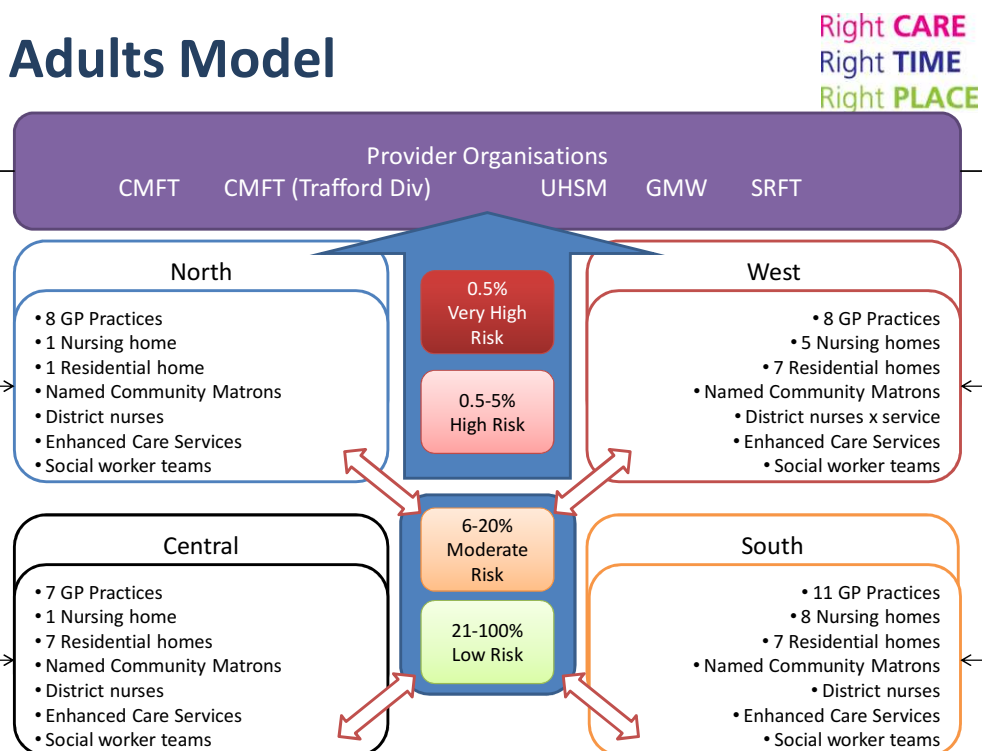 Adults Model
Right CARE
Right TIME
Right PLACE
Provider Organisations
CMFT CMFT (Trafford Div) UHSM GMW SRFT
North
• 8 GP Practices
• 1 Nursing home
• 1 Residential home
• Named Community Matrons
• District nurses
• Enhanced Care Services
• Social worker teams
0.5%
Very High
Risk
0.5-5%
High Risk
West
• 8 GP Practices
• 5 Nursing homes
• 7 Residential homes
• Named Community Matrons
• District nurses x service
• Enhanced Care Services
• Social worker teams
Central
• 7 GP Practices
• 1 Nursing home
• 7 Residential homes
• Named Community Matrons
• District nurses
• Enhanced Care Services
• Social worker teams
6-20%
Moderate
Risk
21-100%
Low Risk
South
• 11 GP Practices
• 8 Nursing homes
• 7 Residential homes
• Named Community Matrons
• District nurses
• Enhanced Care Services
• Social worker teams